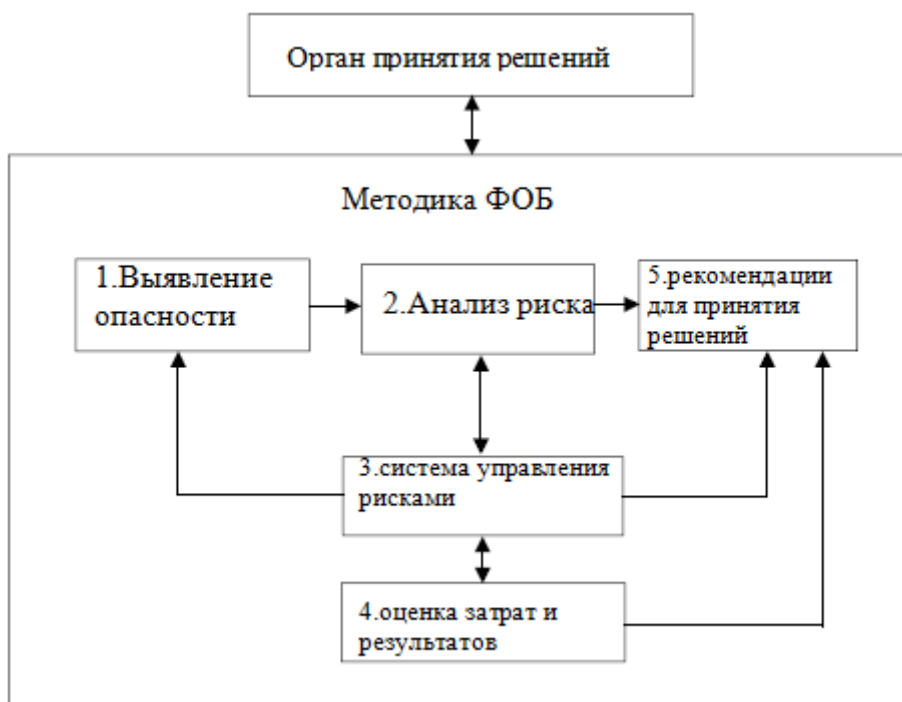 Орган принятия решений
Методика ФОБ
1.Выявление
опасности
2.Анализ риска
5.рекомендации
для принятия
решений
3.система управления
рисками
4.оценка затрат и
результатов